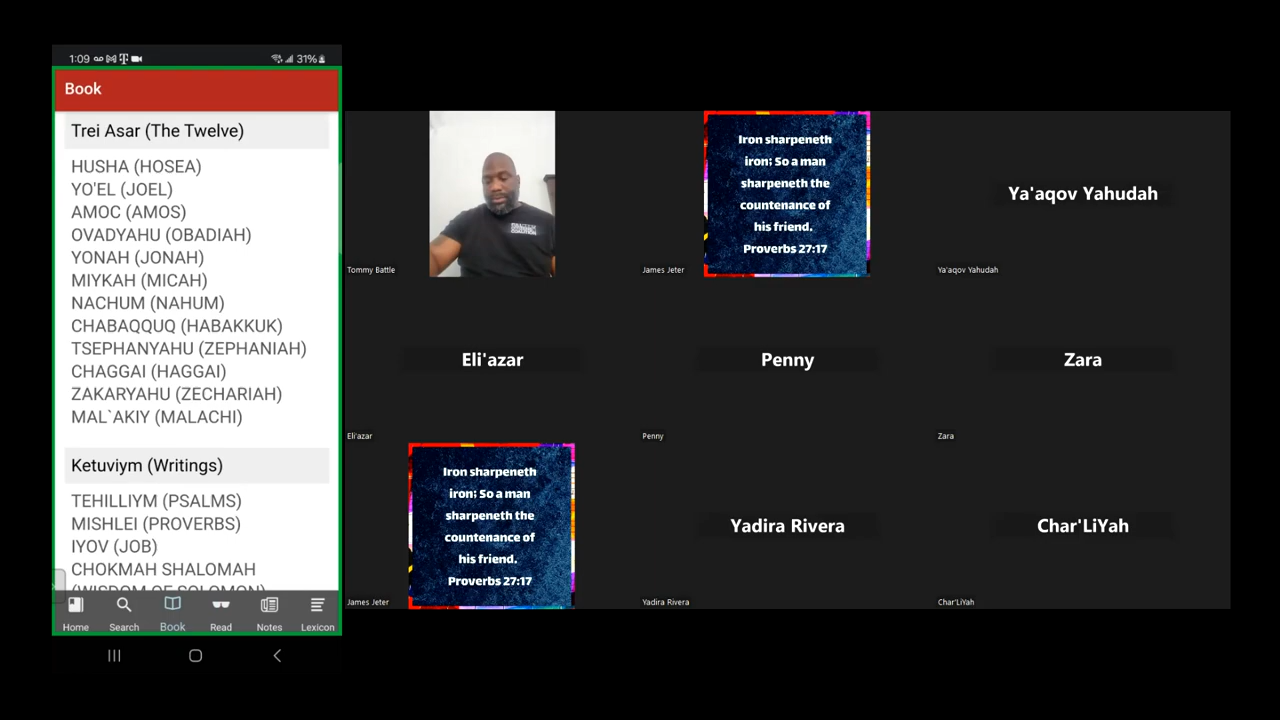 1:09
31%
Book
Trei Asar (The Twelve)
HUSHA (HOSEA)
YO'EL (JOEL)
AMOC (AMOS)
OVADYAHU (OBADIAH)
YONAH (JONAH)
MIYKAH (MICAH)
NACHUM (NAHUM)
CHABAQQUQ (HABAKKUK)
TSEPHANYAHU (ZEPHANIAH)
CHAGGAI (HAGGAI)
ZAKARYAHU (ZECHARIAH)
MAL`AKIY (MALACHI)
Ketuviym (Writings)
TEHILLIYM (PSALMS)
MISHLEI (PROVERBS)
IYOV (JOB)
CHOKMAH SHALOMAH
(WISDOM OF SOLOMON)
Home Search Book Read Notes Lexicon
Tommy Battle
Iron sharpeneth
iron; So a man
sharpeneth the
countenance of
his friend.
Proverbs 27:17
James Jeter
Ya'aqov Yahudah
Ya'aqov Yahudah
Eli'azar
Eli'azar
Penny
Penny
Zara
Zara
Iron sharpeneth
iron; So a man
sharpeneth the
countenance of
his friend.
Proverbs 27:17
James Jeter
Yadira Rivera
Yadira Rivera
Char'LiYah
Char'LiYah